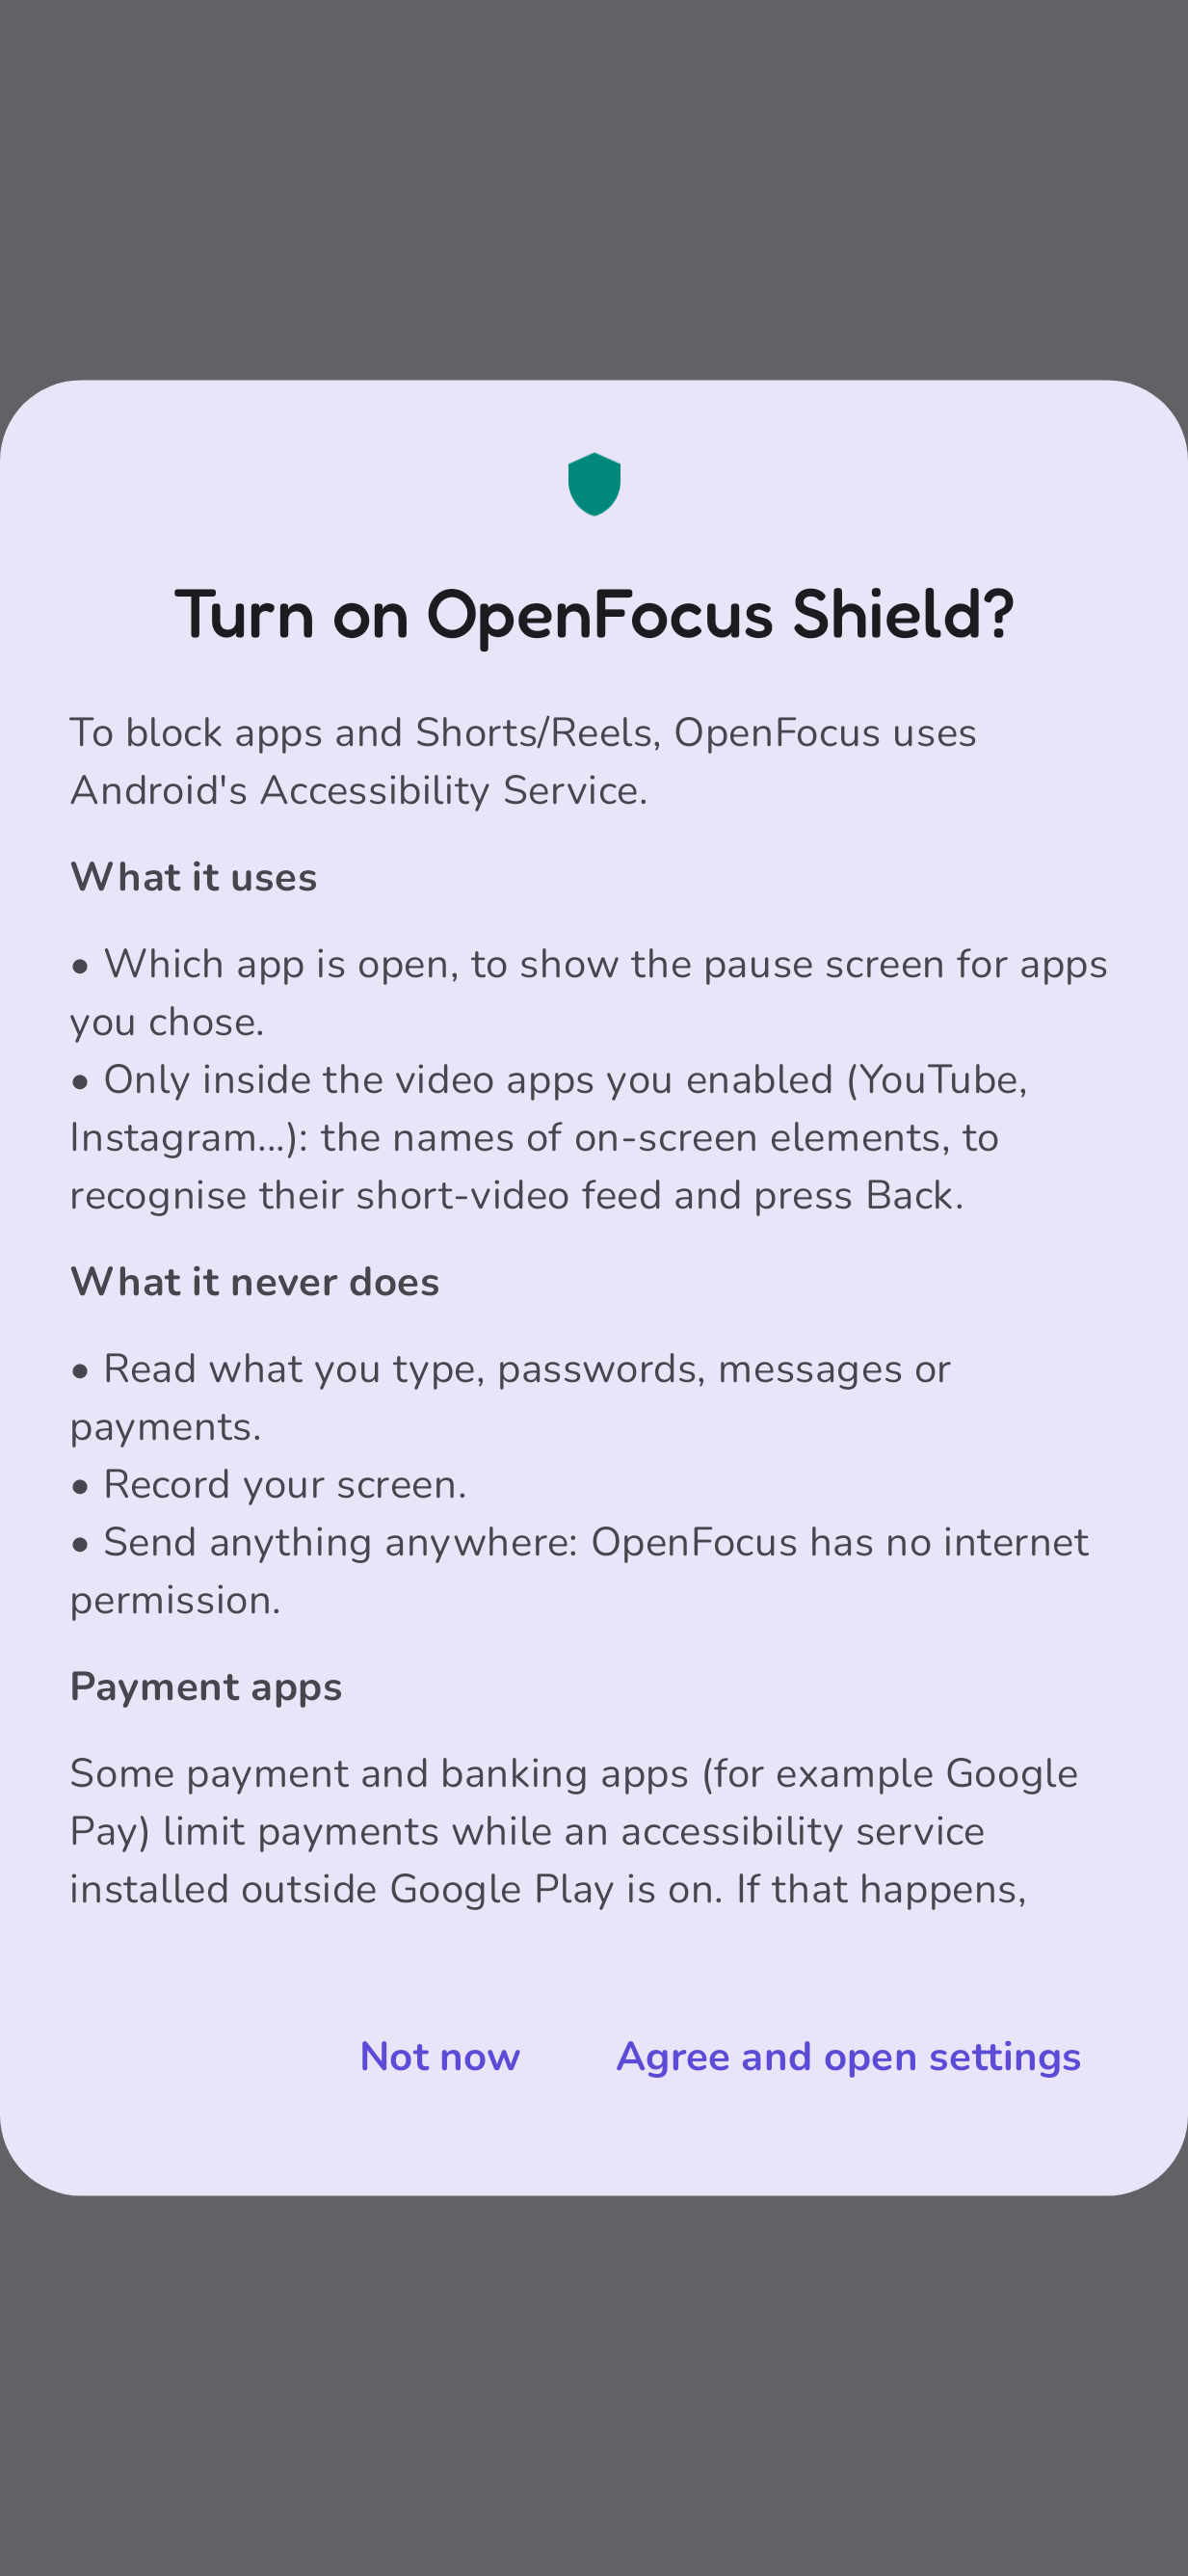 Turn on OpenFocus Shield?
To block apps and Shorts/Reels, OpenFocus uses
Android's Accessibility Service.
What it uses
• Which app is open, to show the pause screen for apps
you chose.
• Only inside the video apps you enabled (YouTube,
Instagram…): the names of on-screen elements, to
recognise their short-video feed and press Back.
What it never does
• Read what you type, passwords, messages or
payments.
• Record your screen.
• Send anything anywhere: OpenFocus has no internet
permission.
Payment apps
Some payment and banking apps (for example Google
Pay) limit payments while an accessibility service
installed outside Google Play is on. If that happens,
Not now Agree and open settings